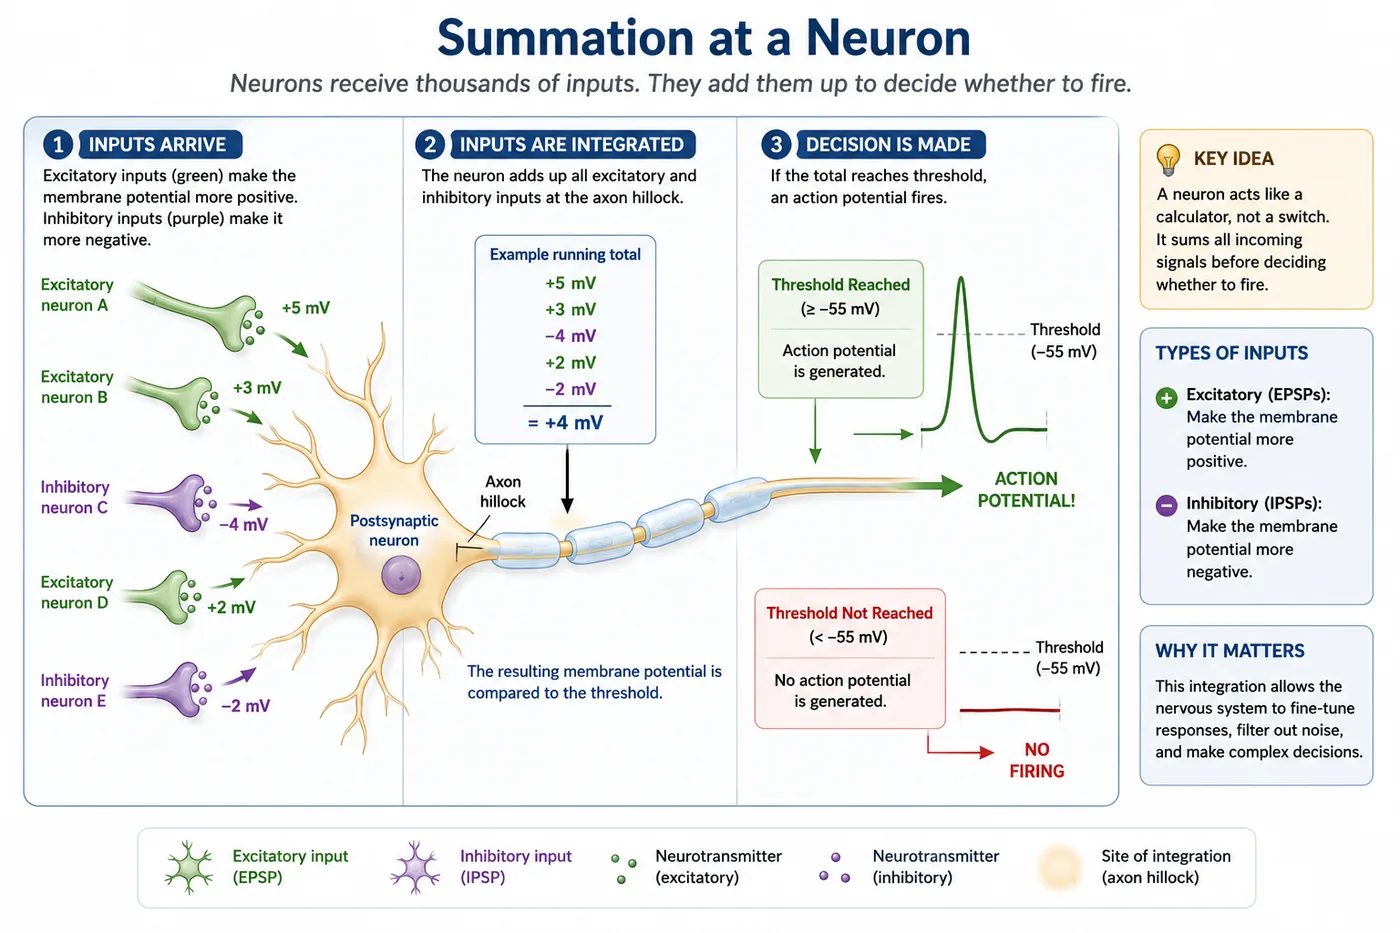 Summation at a Neuron
Neurons receive thousands of inputs. They add them up to decide whether to fire.
1 INPUTS ARRIVE
Excitatory inputs (green) make the
membrane potential more positive.
Inhibitory inputs (purple) make it
more negative.
Excitatory
neuron A
+5 mV
Excitatory
neuron B
+3 mV
Inhibitory
neuron C
−4 mV
Excitatory
neuron D
+2 mV
Inhibitory
neuron E
−2 mV
Postsynaptic
neuron
2 INPUTS ARE INTEGRATED
The neuron adds up all excitatory and
inhibitory inputs at the axon hillock.
Example running total
+5 mV
+3 mV
−4 mV
+2 mV
−2 mV
= +4 mV
Axon
hillock
The resulting membrane potential is
compared to the threshold.
3 DECISION IS MADE
If the total reaches threshold,
an action potential fires.
Threshold Reached
(≥ −55 mV)
Action potential
is generated.
Threshold
(−55 mV)
ACTION
POTENTIAL!
Threshold Not Reached
(< −55 mV)
No action potential
is generated.
Threshold
(−55 mV)
NO
FIRING
KEY IDEA
A neuron acts like a
calculator, not a switch.
It sums all incoming
signals before deciding
whether to fire.
TYPES OF INPUTS
+ Excitatory (EPSPs):
Make the membrane
potential more
positive.
− Inhibitory (IPSPs):
Make the membrane
potential more
negative.
WHY IT MATTERS
This integration allows the
nervous system to fine-tune
responses, filter out noise,
and make complex decisions.
Excitatory input
(EPSP)
Inhibitory input
(IPSP)
Neurotransmitter
(excitatory)
Neurotransmitter
(inhibitory)
Site of integration
(axon hillock)